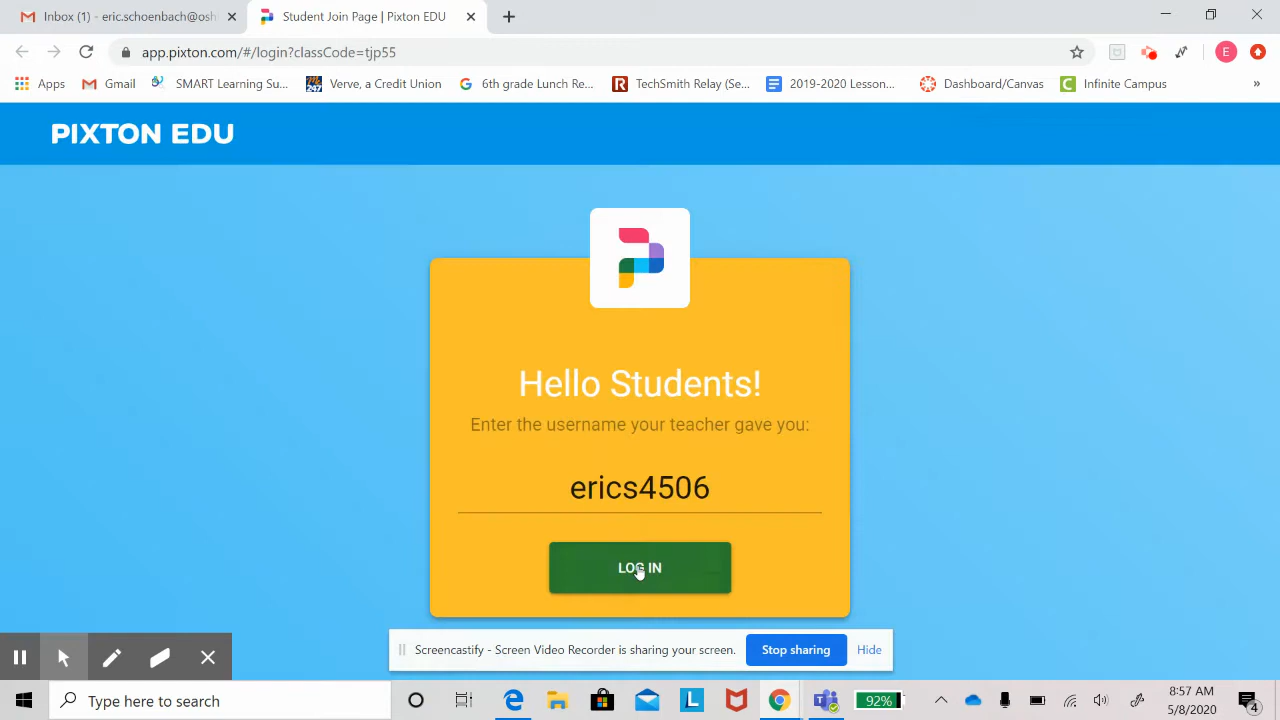 Inbox (1) - eric.schoenbach@osh
Student Join Page | Pixton EDU
app.pixton.com/#/login?classCode=tjp55
E
Apps
Gmail
SMART Learning Su...
Verve, a Credit Union
6th grade Lunch Re...
TechSmith Relay (Se...
2019-2020 Lesson...
Dashboard/Canvas
Infinite Campus
»
PIXTON EDU
Hello Students!
Enter the username your teacher gave you:
erics4506
LOG IN
Screencastify - Screen Video Recorder is sharing your screen.
Stop sharing
Hide
Type here to search
92%
8:57 AM
5/8/2020
4